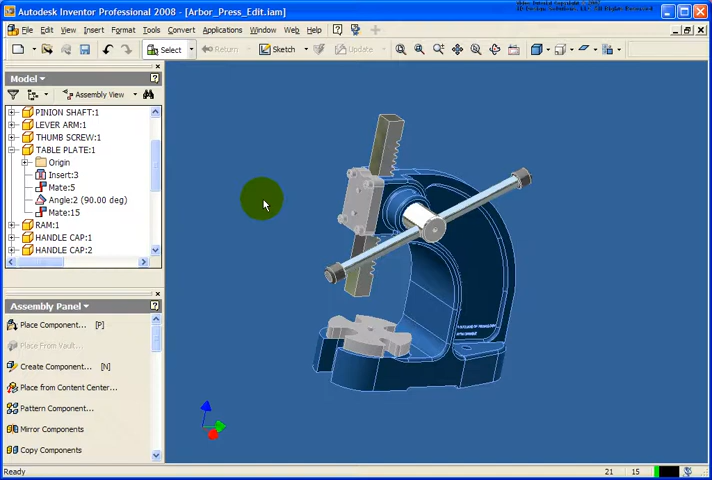 Autodesk Inventor Professional 2008 - [Arbor_Press_Edit.iam]
File Edit View Insert Format Tools Convert Applications Window Web Help
Select Return Sketch Update
Model
Assembly View
PINION SHAFT:1
LEVER ARM:1
THUMB SCREW:1
TABLE PLATE:1
Origin
Insert:3
Mate:5
Angle:2 (90.00 deg)
Mate:15
RAM:1
HANDLE CAP:1
HANDLE CAP:2
Assembly Panel
Place Component... [P]
Place From Vault...
Create Component... [N]
Place from Content Center...
Pattern Component...
Mirror Components
Copy Components
Ready 21 15